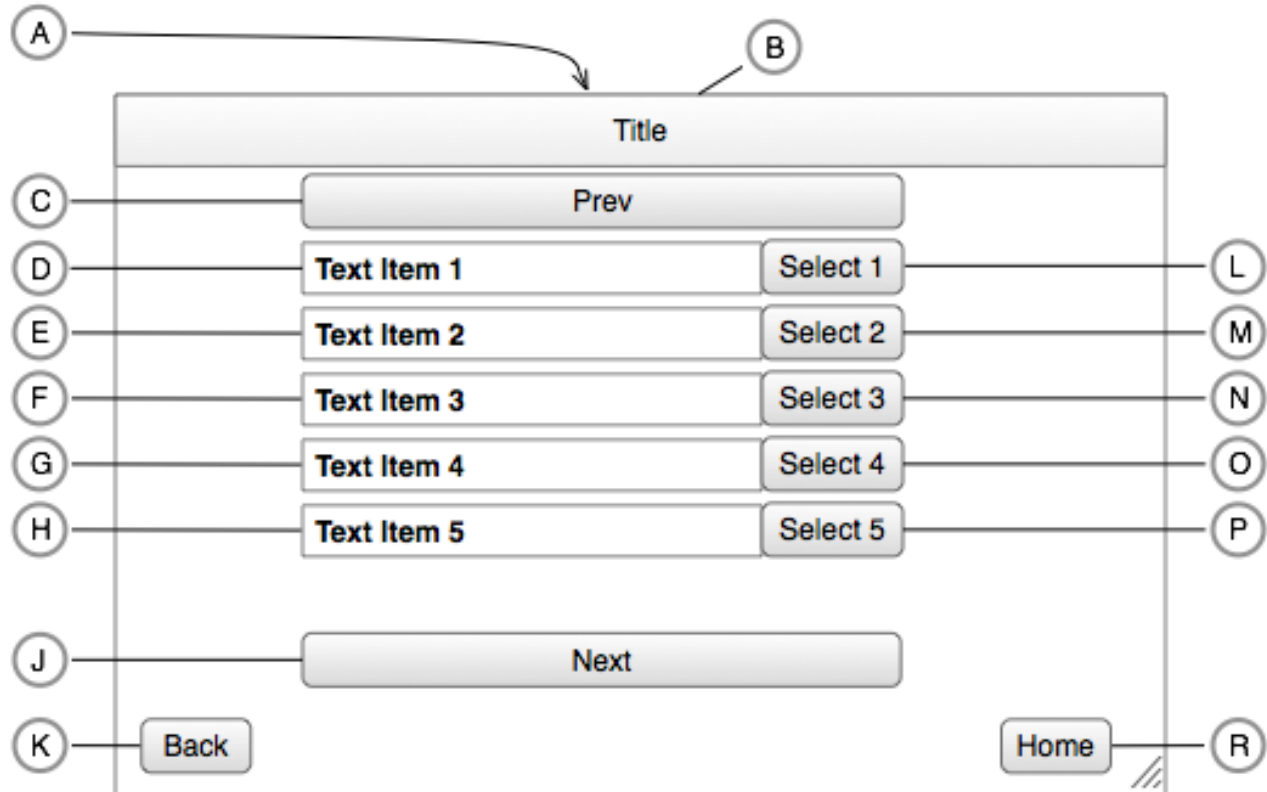 A
B
Title
C Prev
D Text Item 1 Select 1 L
E Text Item 2 Select 2 M
F Text Item 3 Select 3 N
G Text Item 4 Select 4 O
H Text Item 5 Select 5 P
J Next
K Back Home R